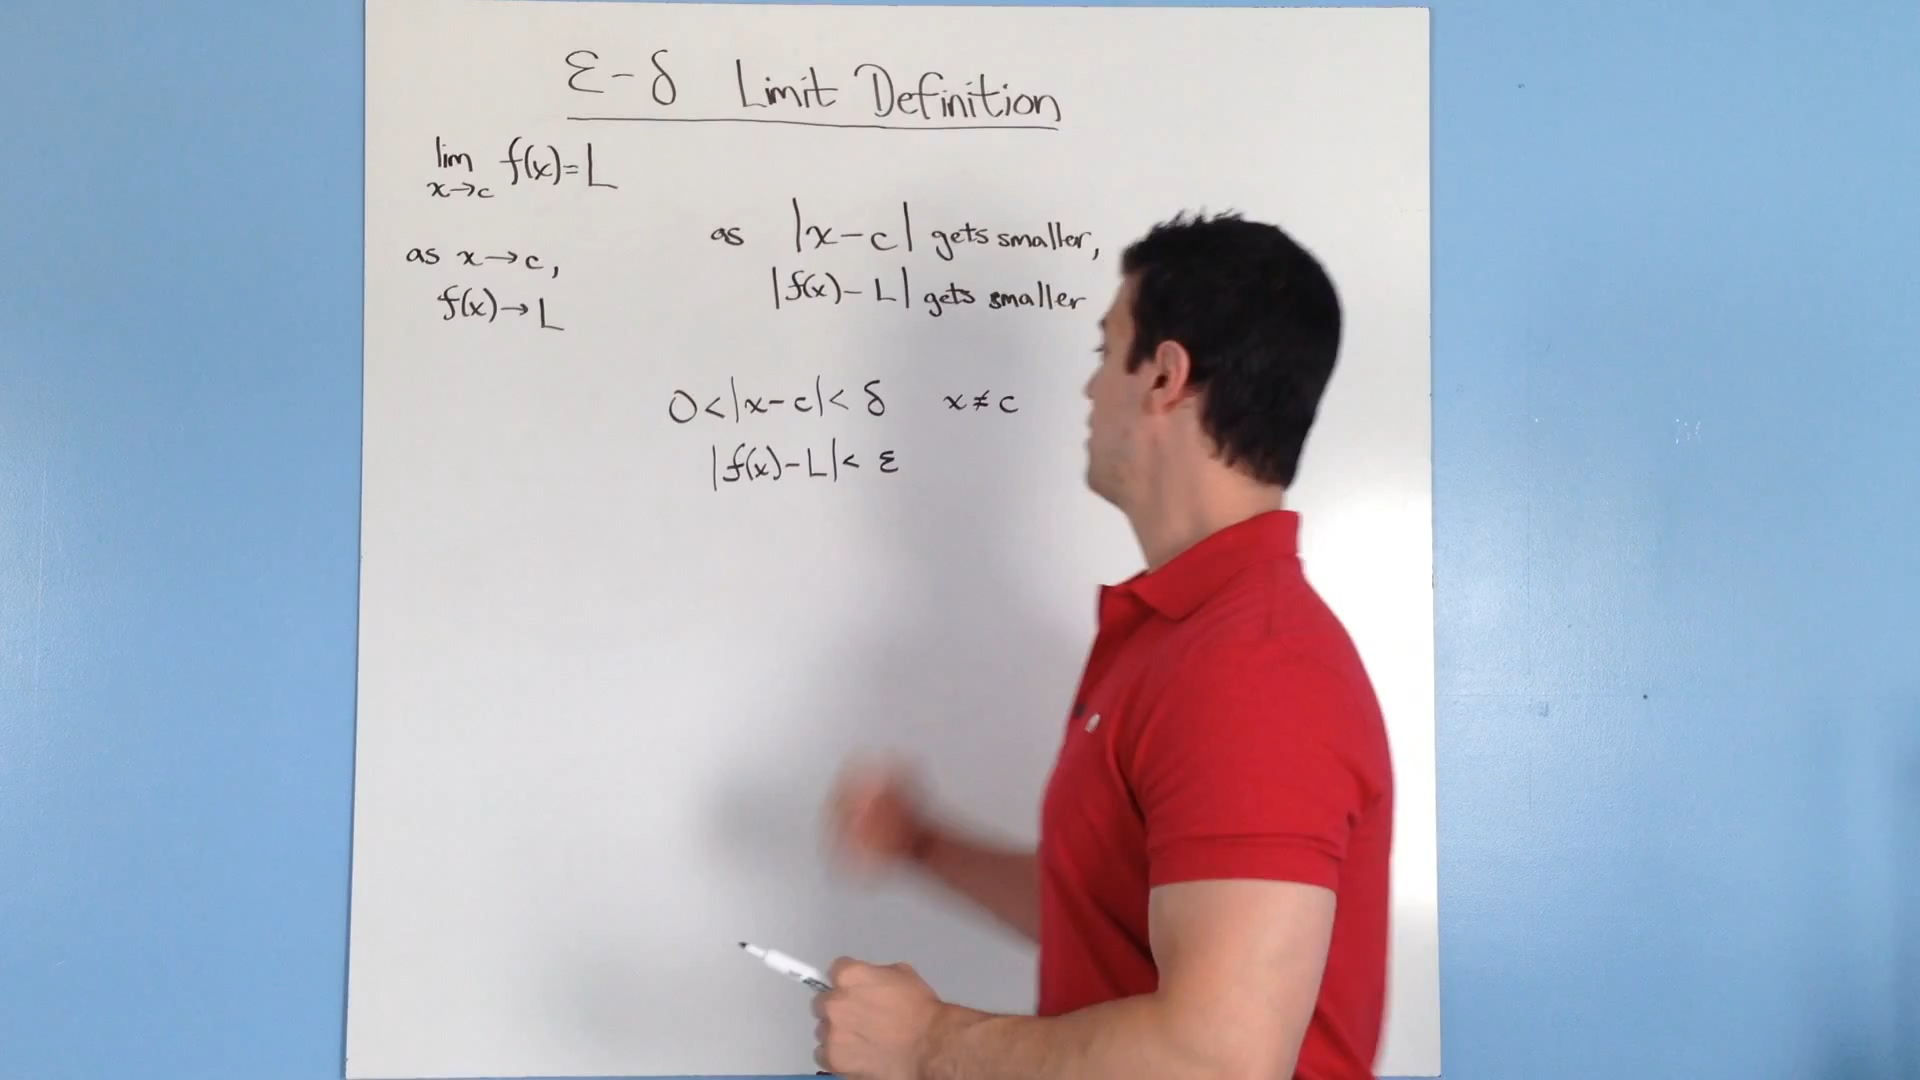 ε-δ Limit Definition
lim f(x)=L
x→c
as x→c,
f(x)→L
as |x-c| gets smaller,
|f(x)-L| gets smaller
0<|x-c|<δ x≠c
|f(x)-L|<ε